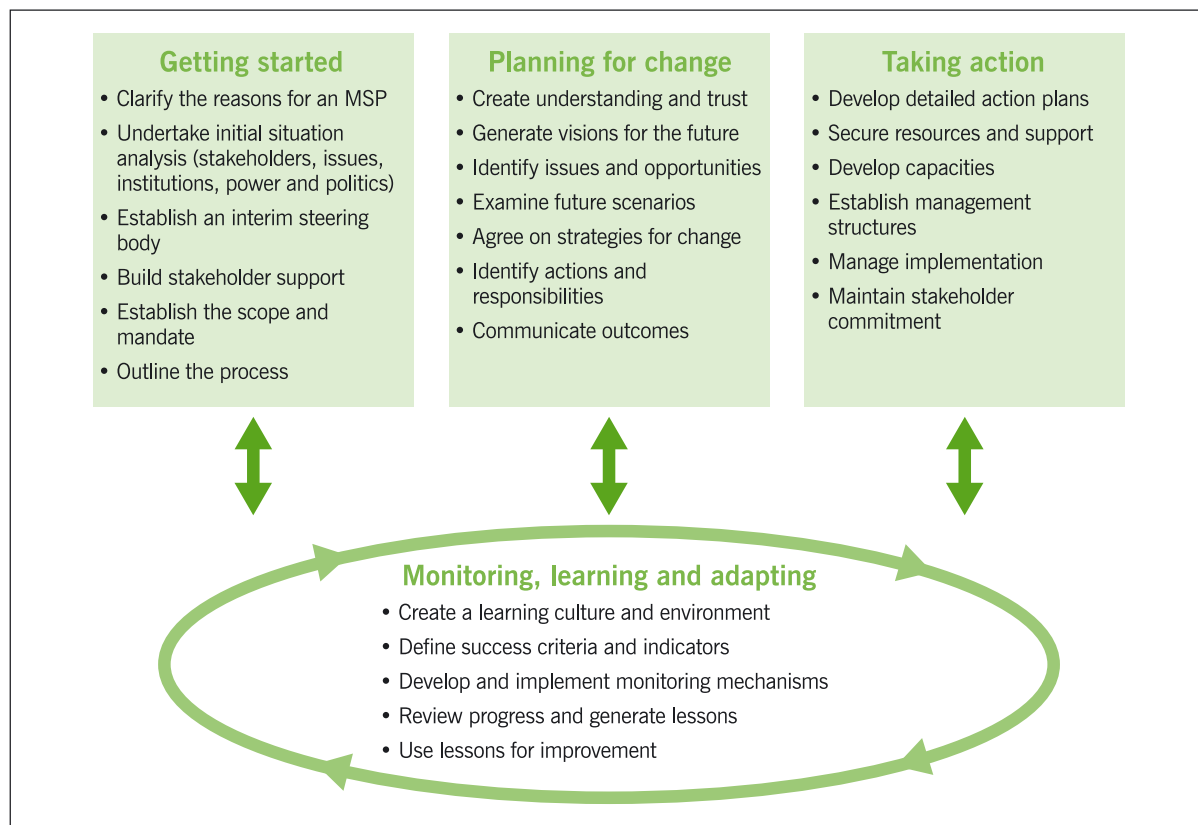 Getting started
• Clarify the reasons for an MSP
• Undertake initial situation
analysis (stakeholders, issues,
institutions, power and politics)
• Establish an interim steering
body
• Build stakeholder support
• Establish the scope and
mandate
• Outline the process
Planning for change
• Create understanding and trust
• Generate visions for the future
• Identify issues and opportunities
• Examine future scenarios
• Agree on strategies for change
• Identify actions and
responsibilities
• Communicate outcomes
Taking action
• Develop detailed action plans
• Secure resources and support
• Develop capacities
• Establish management
structures
• Manage implementation
• Maintain stakeholder
commitment
Monitoring, learning and adapting
• Create a learning culture and environment
• Define success criteria and indicators
• Develop and implement monitoring mechanisms
• Review progress and generate lessons
• Use lessons for improvement